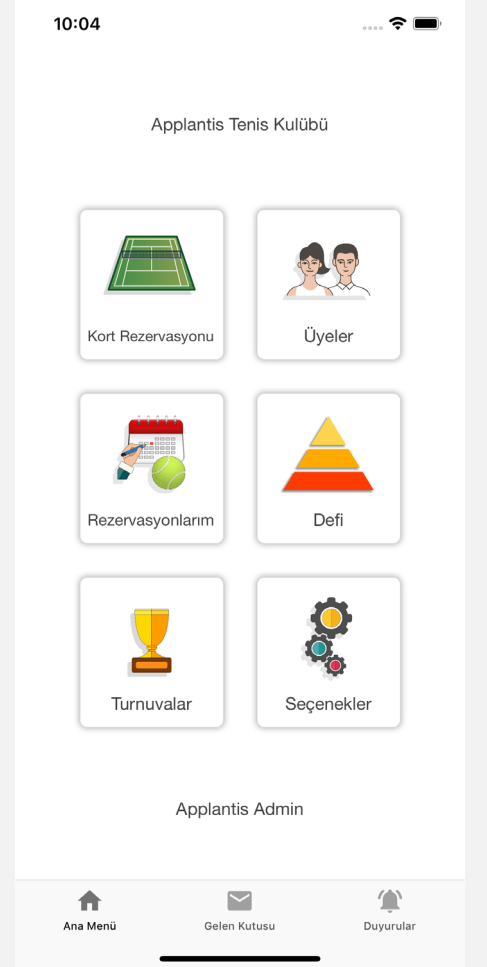 10:04
Applantis Tenis Kulübü
Kort Rezervasyonu
Üyeler
Rezervasyonlarım
Defi
Turnuvalar
Seçenekler
Applantis Admin
Ana Menü
Gelen Kutusu
Duyurular